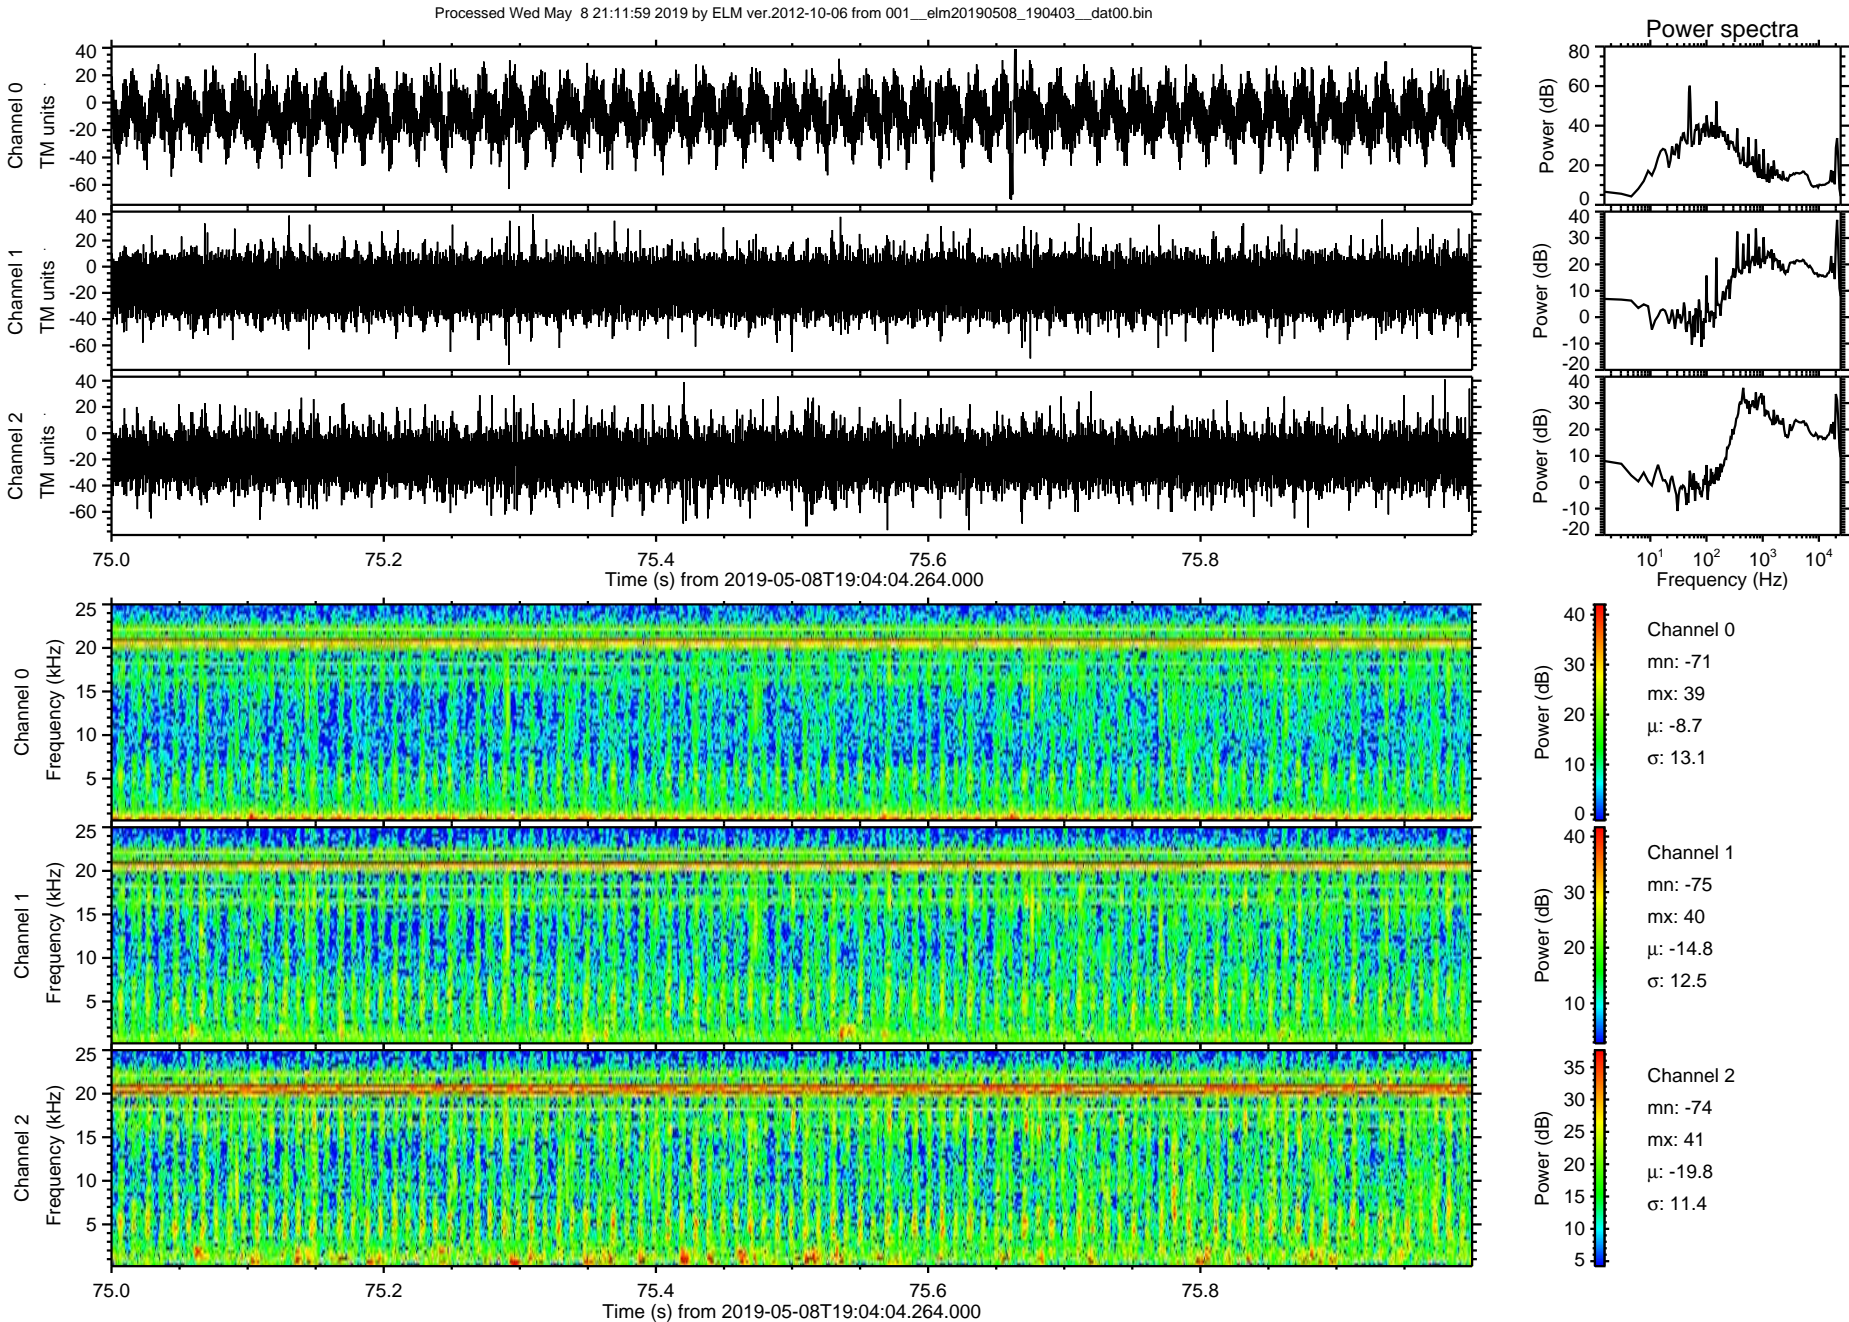 Processed Wed May  8 21:11:59 2019 by ELM ver.2012-10-06 from 001__elm20190508_190403__dat00.bin
Power spectra
Channel 0
TM units
40
20
0
-20
-40
-60
Power (dB)
80
60
40
20
0
Channel 1
TM units
40
20
0
-20
-40
-60
Power (dB)
40
30
20
10
0
-10
-20
Channel 2
TM units
40
20
0
-20
-40
-60
Power (dB)
40
30
20
10
0
-10
-20
75.0 75.2 75.4 75.6 75.8
Time (s) from 2019-05-08T19:04:04.264.000
10^1 10^2 10^3 10^4
Frequency (Hz)
Channel 0
Frequency (kHz)
25
20
15
10
5
Power (dB)
40
30
20
10
0
Channel 0
mn: -71
mx: 39
μ: -8.7
σ: 13.1
Channel 1
Frequency (kHz)
25
20
15
10
5
Power (dB)
40
30
20
10
Channel 1
mn: -75
mx: 40
μ: -14.8
σ: 12.5
Channel 2
Frequency (kHz)
25
20
15
10
5
Power (dB)
35
30
25
20
15
10
5
Channel 2
mn: -74
mx: 41
μ: -19.8
σ: 11.4
75.0 75.2 75.4 75.6 75.8
Time (s) from 2019-05-08T19:04:04.264.000